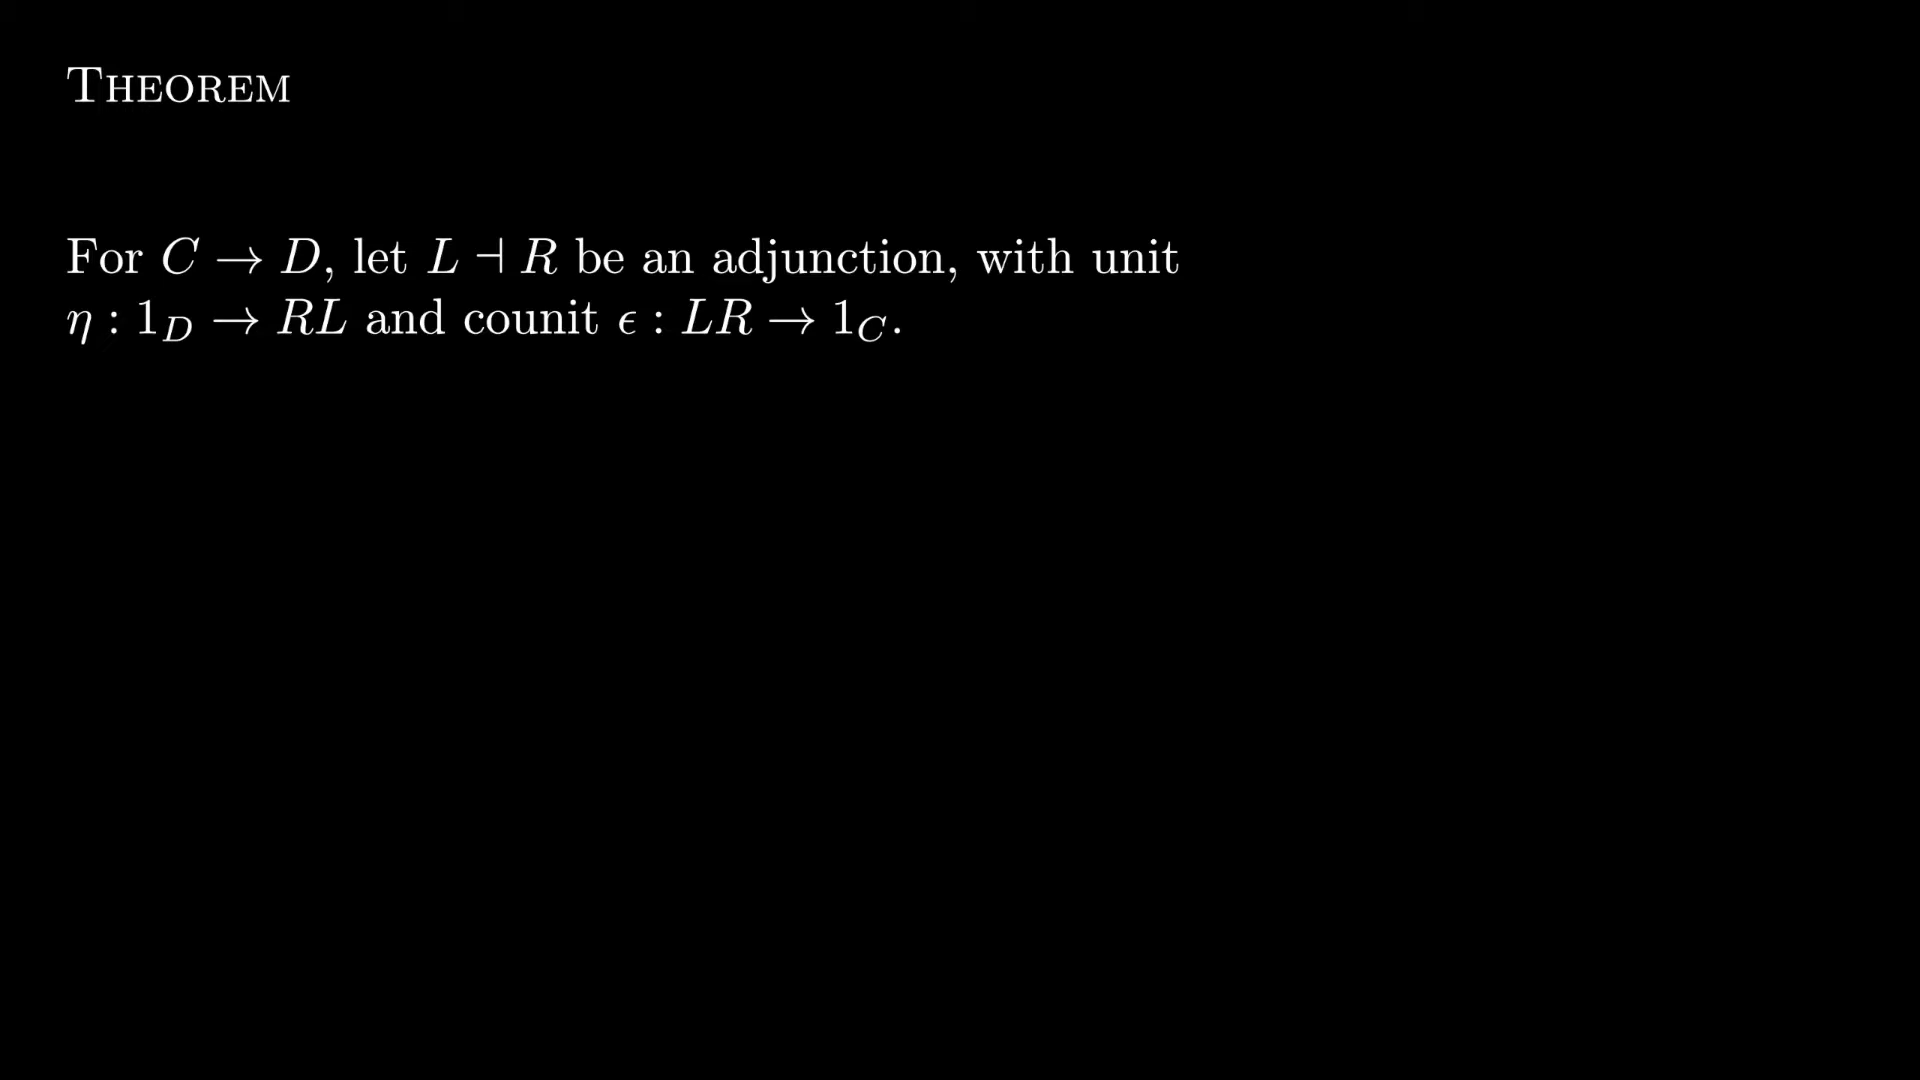 THEOREM
For C → D, let L ⊣ R be an adjunction, with unit
η : 1_D → RL and counit ϵ : LR → 1_C.